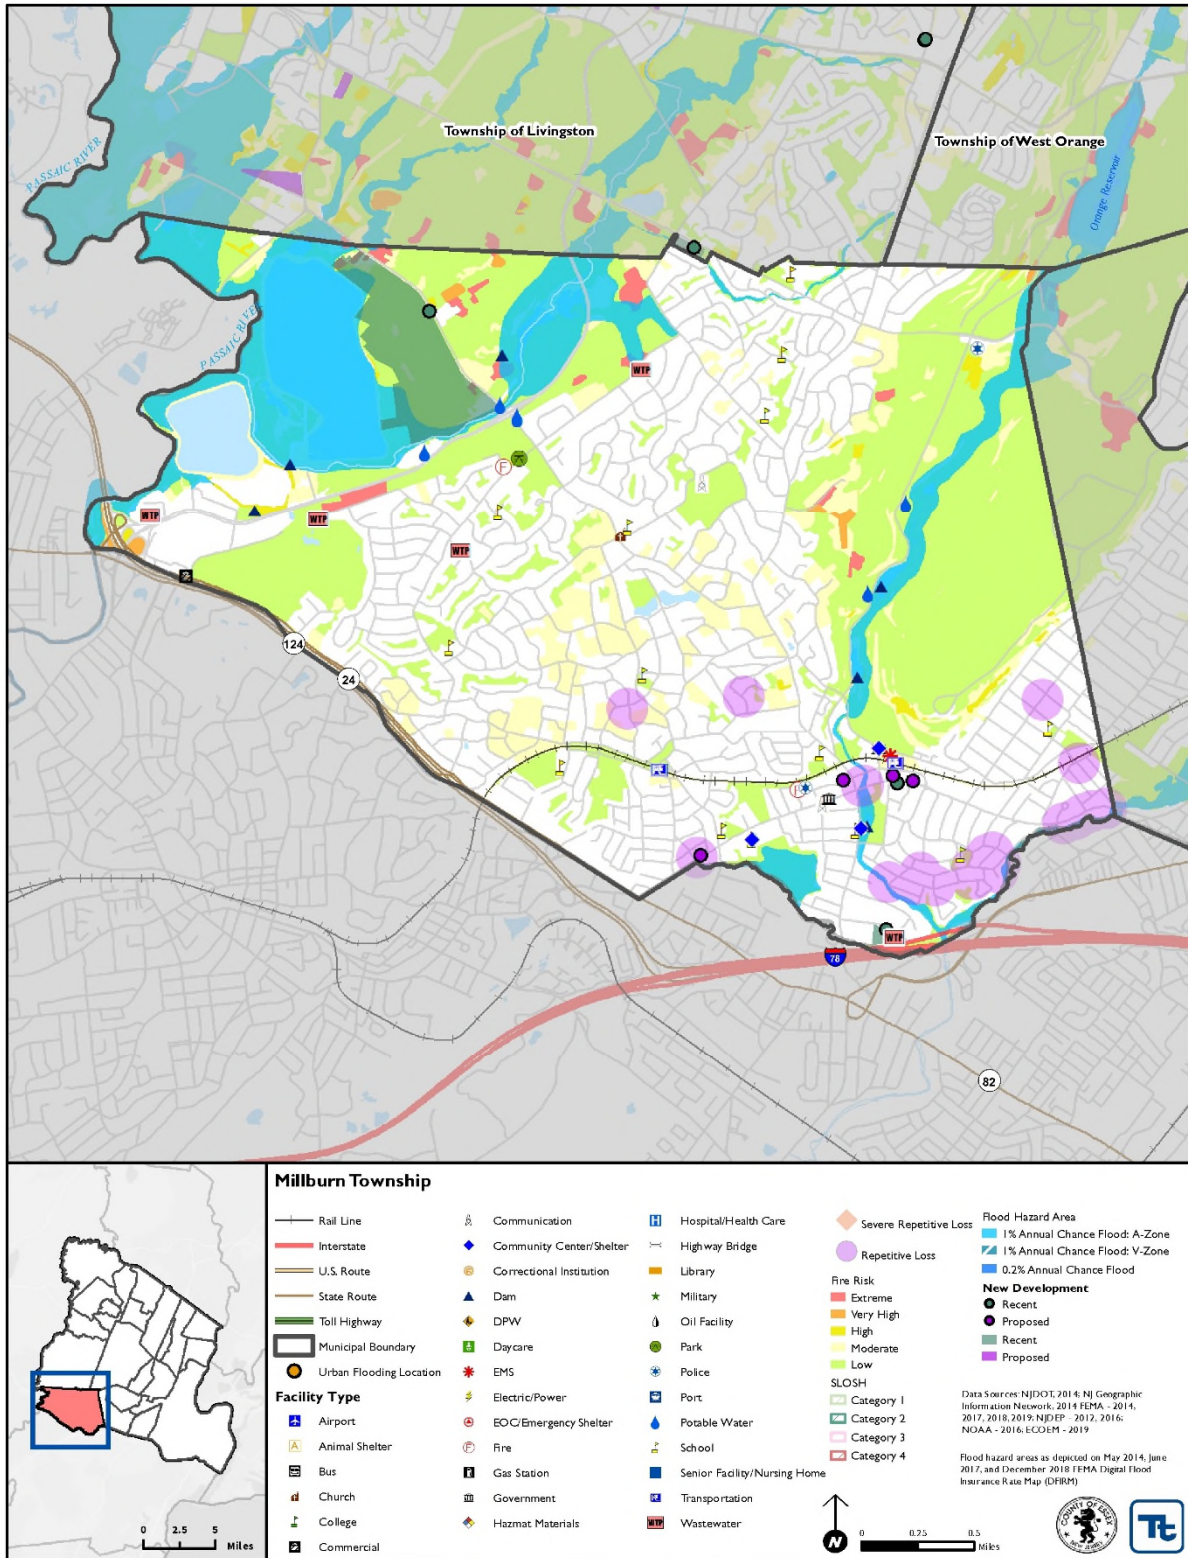 Township of Livingston
Township of West Orange
PASSAIC RIVER
Orange Reservoir
PASSAIC RIVER
WTP
WTP
WTP
WTP
F
124
24
F
WTP
78
82
Millburn Township
Rail Line
Interstate
U.S. Route
State Route
Toll Highway
Municipal Boundary
Urban Flooding Location
Facility Type
Airport
A Animal Shelter
Bus
Church
College
Commercial
Communication
Community Center/Shelter
Correctional Institution
Dam
DPW
Daycare
EMS
Electric/Power
EOC/Emergency Shelter
F Fire
Gas Station
Government
Hazmat Materials
H Hospital/Health Care
Highway Bridge
Library
Military
Oil Facility
Park
Police
Port
Potable Water
School
Senior Facility/Nursing Home
Transportation
WTP Wastewater
Severe Repetitive Loss
Repetitive Loss
Fire Risk
Extreme
Very High
High
Moderate
Low
SLOSH
Category 1
Category 2
Category 3
Category 4
Flood Hazard Area
1% Annual Chance Flood: A-Zone
1% Annual Chance Flood: V-Zone
0.2% Annual Chance Flood
New Development
Recent
Proposed
Recent
Proposed
Data Sources: NJDOT, 2014; NJ Geographic
Information Network, 2014 FEMA - 2014,
2017, 2018, 2019; NJDEP - 2012, 2016;
NOAA - 2016; ECOEM - 2019
Flood hazard areas as depicted on May 2014, June
2017, and December 2018 FEMA Digital Flood
Insurance Rate Map (DFIRM)
0 2.5 5
Miles
N
0 0.25 0.5
Miles
COUNTY OF ESSEX
NEW JERSEY
Tt